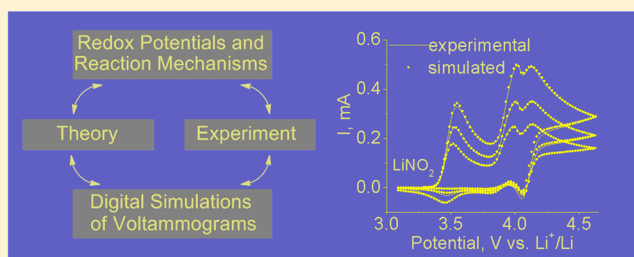 Redox Potentials and
Reaction Mechanisms
Theory
Experiment
Digital Simulations
of Voltammograms
experimental
simulated
I, mA
0.6
0.4
0.2
0.0
LiNO₂
3.0 3.5 4.0 4.5
Potential, V vs. Li⁺/Li